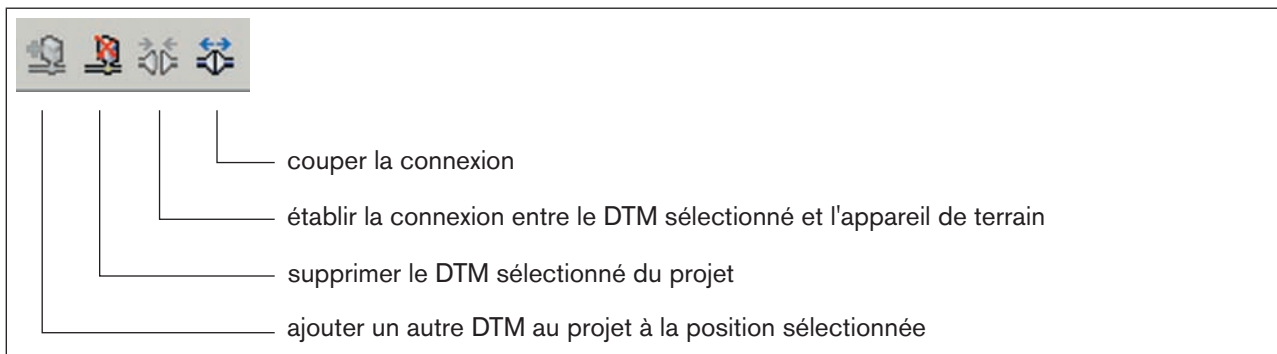 couper la connexion
établir la connexion entre le DTM sélectionné et l'appareil de terrain
supprimer le DTM sélectionné du projet
ajouter un autre DTM au projet à la position sélectionnée